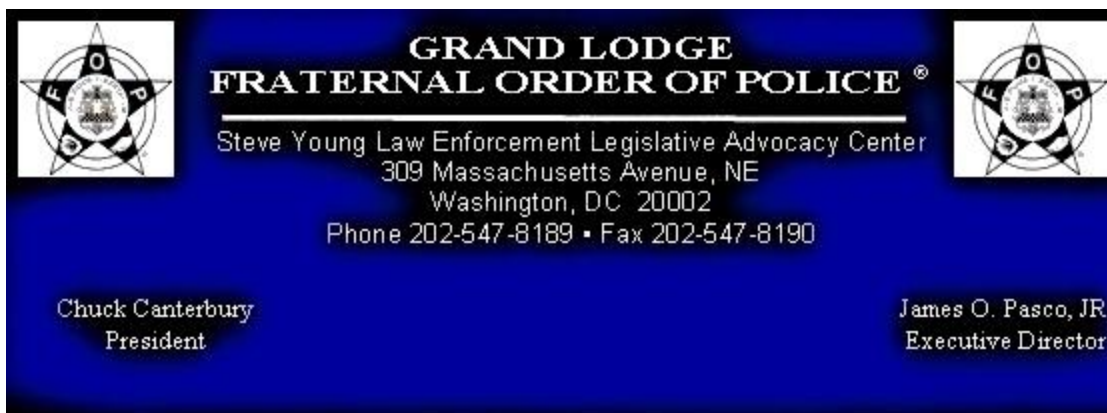 GRAND LODGE
FRATERNAL ORDER OF POLICE ®
Steve Young Law Enforcement Legislative Advocacy Center
309 Massachusetts Avenue, NE
Washington, DC 20002
Phone 202-547-8189 • Fax 202-547-8190
Chuck Canterbury
President
James O. Pasco, JR
Executive Director
F O P
F O P